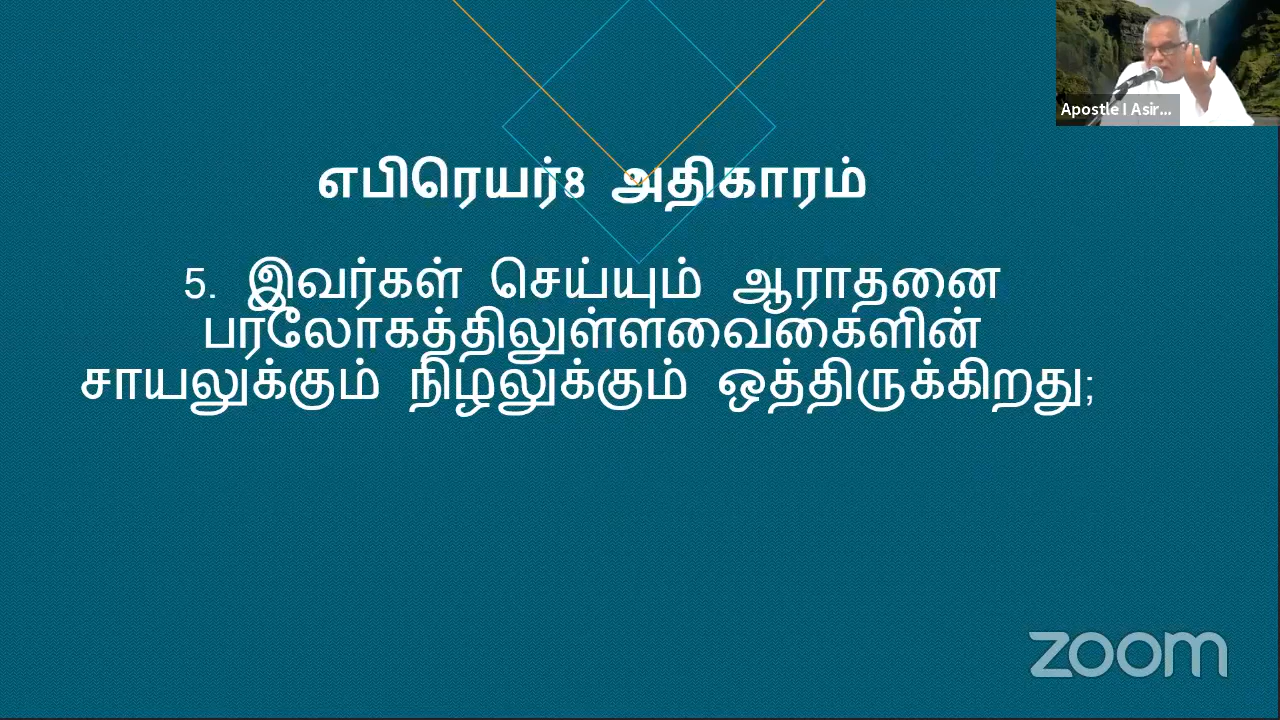 Apostle I Asir...
எபிரெயர்8 அதிகாரம்
5. இவர்கள் செய்யும் ஆராதனை
பரலோகத்திலுள்ளவைகைளின்
சாயலுக்கும் நிழலுக்கும் ஒத்திருக்கிறது;
zoom